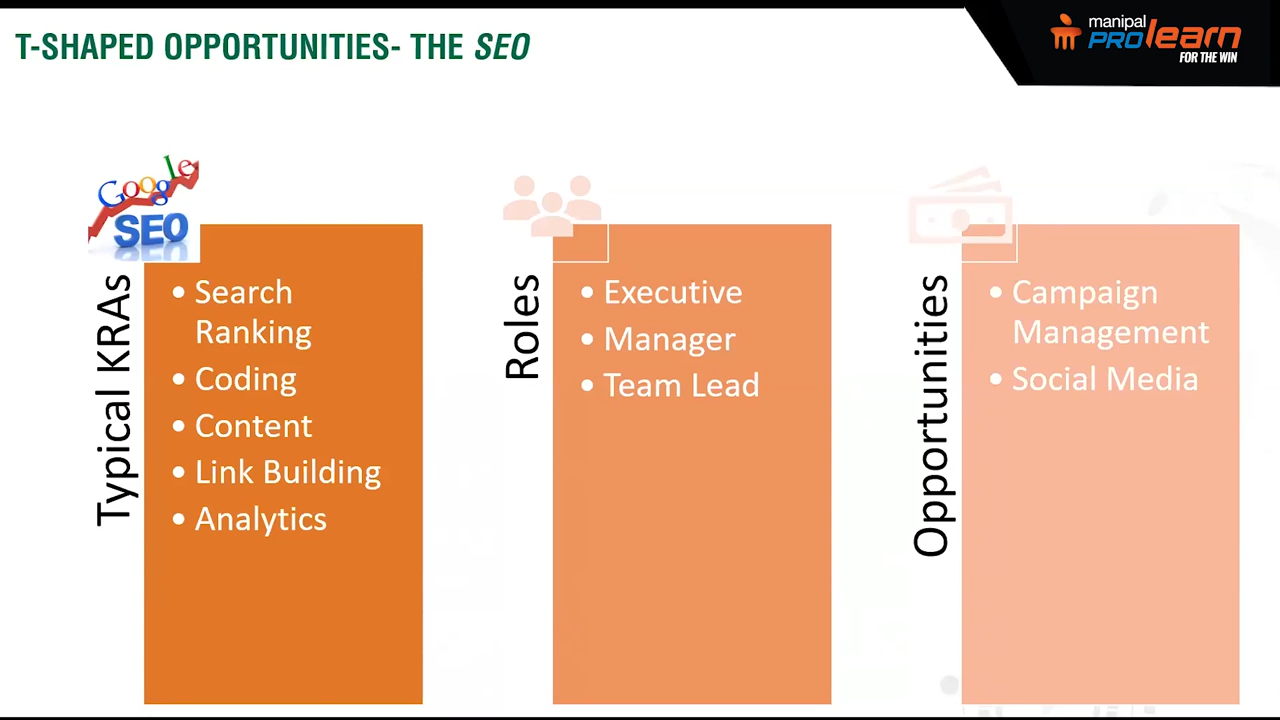 T-SHAPED OPPORTUNITIES- THE SEO
manipal
PROlearn
FOR THE WIN
Google
SEO
Typical KRAs
• Search
Ranking
• Coding
• Content
• Link Building
• Analytics
Roles
• Executive
• Manager
• Team Lead
Opportunities
• Campaign
Management
• Social Media